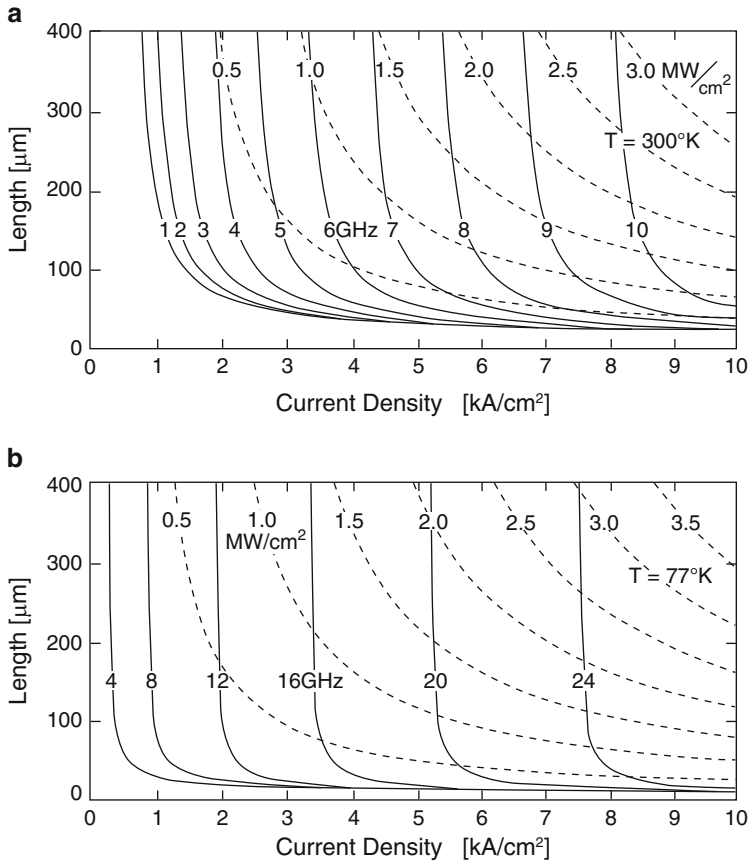 a
400
300
200
100
0
Length [μm]
0.5
1.0
1.5
2.0
2.5
3.0 MW/cm²
T = 300°K
1 2 3 4 5 6GHz 7 8 9 10
0 1 2 3 4 5 6 7 8 9 10
Current Density [kA/cm²]
b
400
300
200
100
0
Length [μm]
0.5
1.0
MW/cm²
1.5
2.0
2.5
3.0
3.5
T = 77°K
4 8 12 16GHz 20 24
0 1 2 3 4 5 6 7 8 9 10
Current Density [kA/cm²]